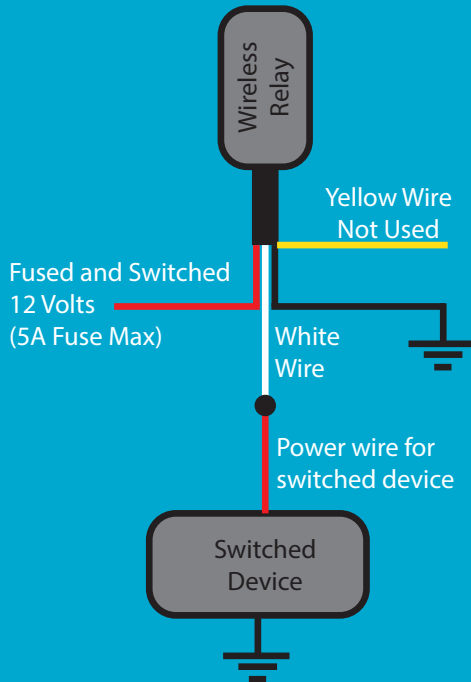 Wireless
Relay
Yellow Wire
Not Used
Fused and Switched
12 Volts
(5A Fuse Max)
White
Wire
Power wire for
switched device
Switched
Device